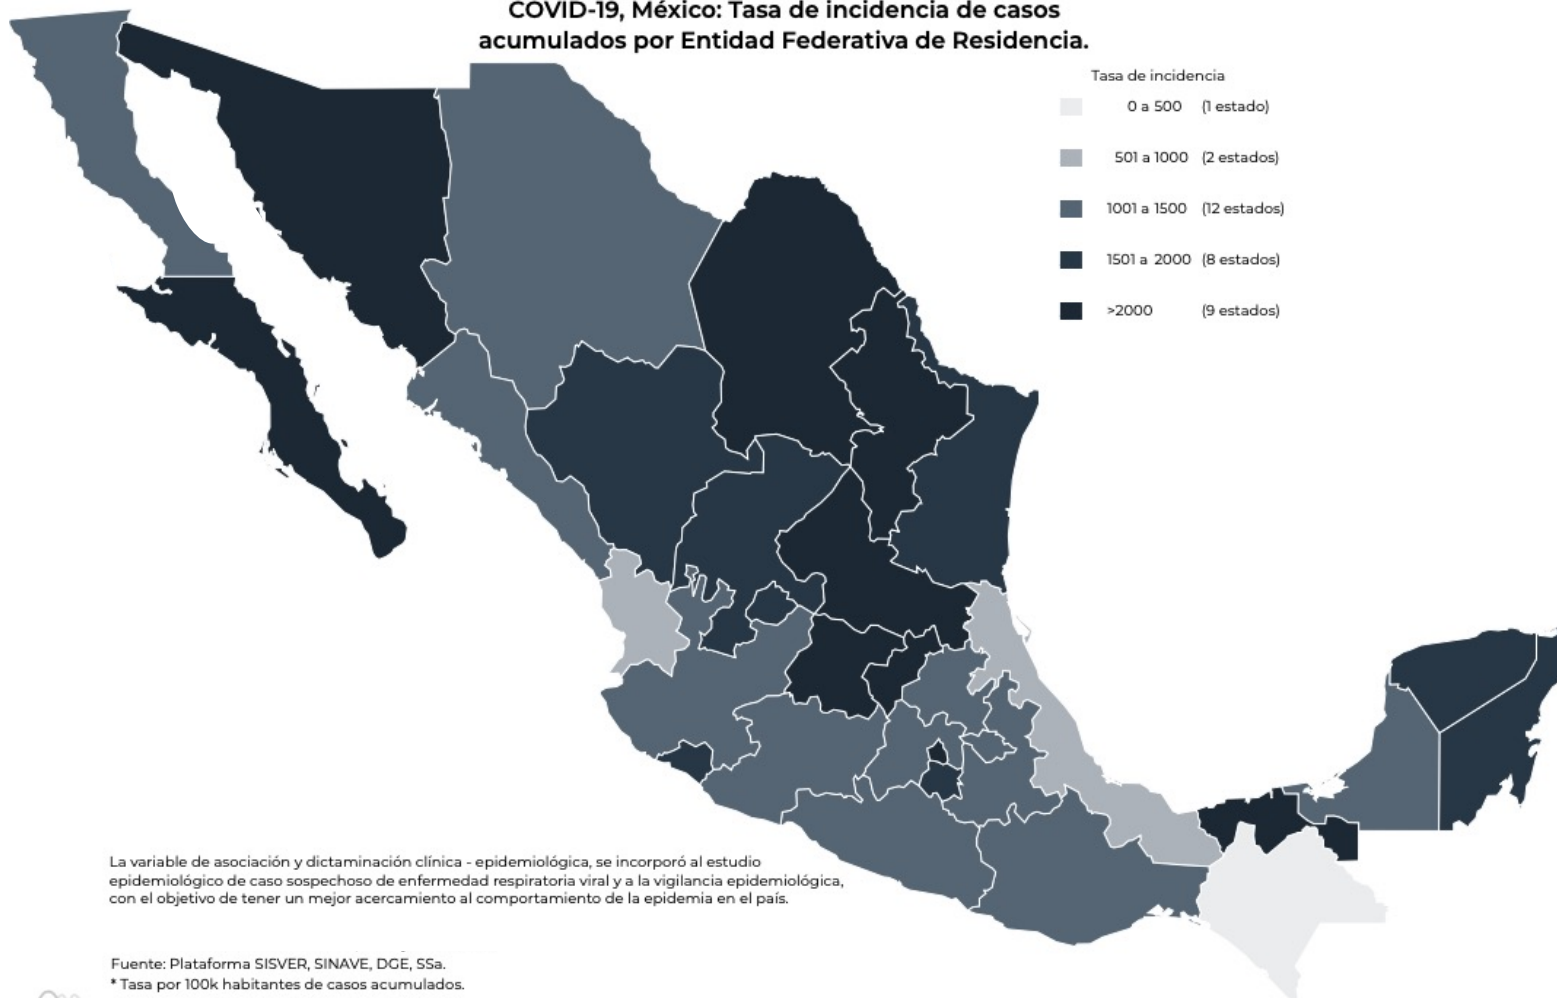 COVID-19, México: Tasa de incidencia de casos
acumulados por Entidad Federativa de Residencia.
Tasa de incidencia
0 a 500 (1 estado)
501 a 1000 (2 estados)
1001 a 1500 (12 estados)
1501 a 2000 (8 estados)
>2000 (9 estados)
La variable de asociación y dictaminación clínica - epidemiológica, se incorporó al estudio
epidemiológico de caso sospechoso de enfermedad respiratoria viral y a la vigilancia epidemiológica,
con el objetivo de tener un mejor acercamiento al comportamiento de la epidemia en el país.
Fuente: Plataforma SISVER, SINAVE, DGE, SSa.
* Tasa por 100k habitantes de casos acumulados.